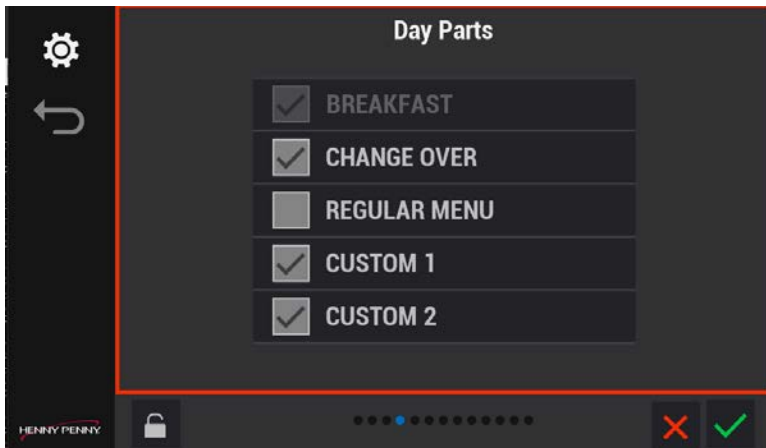 Day Parts
BREAKFAST
CHANGE OVER
REGULAR MENU
CUSTOM 1
CUSTOM 2
HENNY PENNY